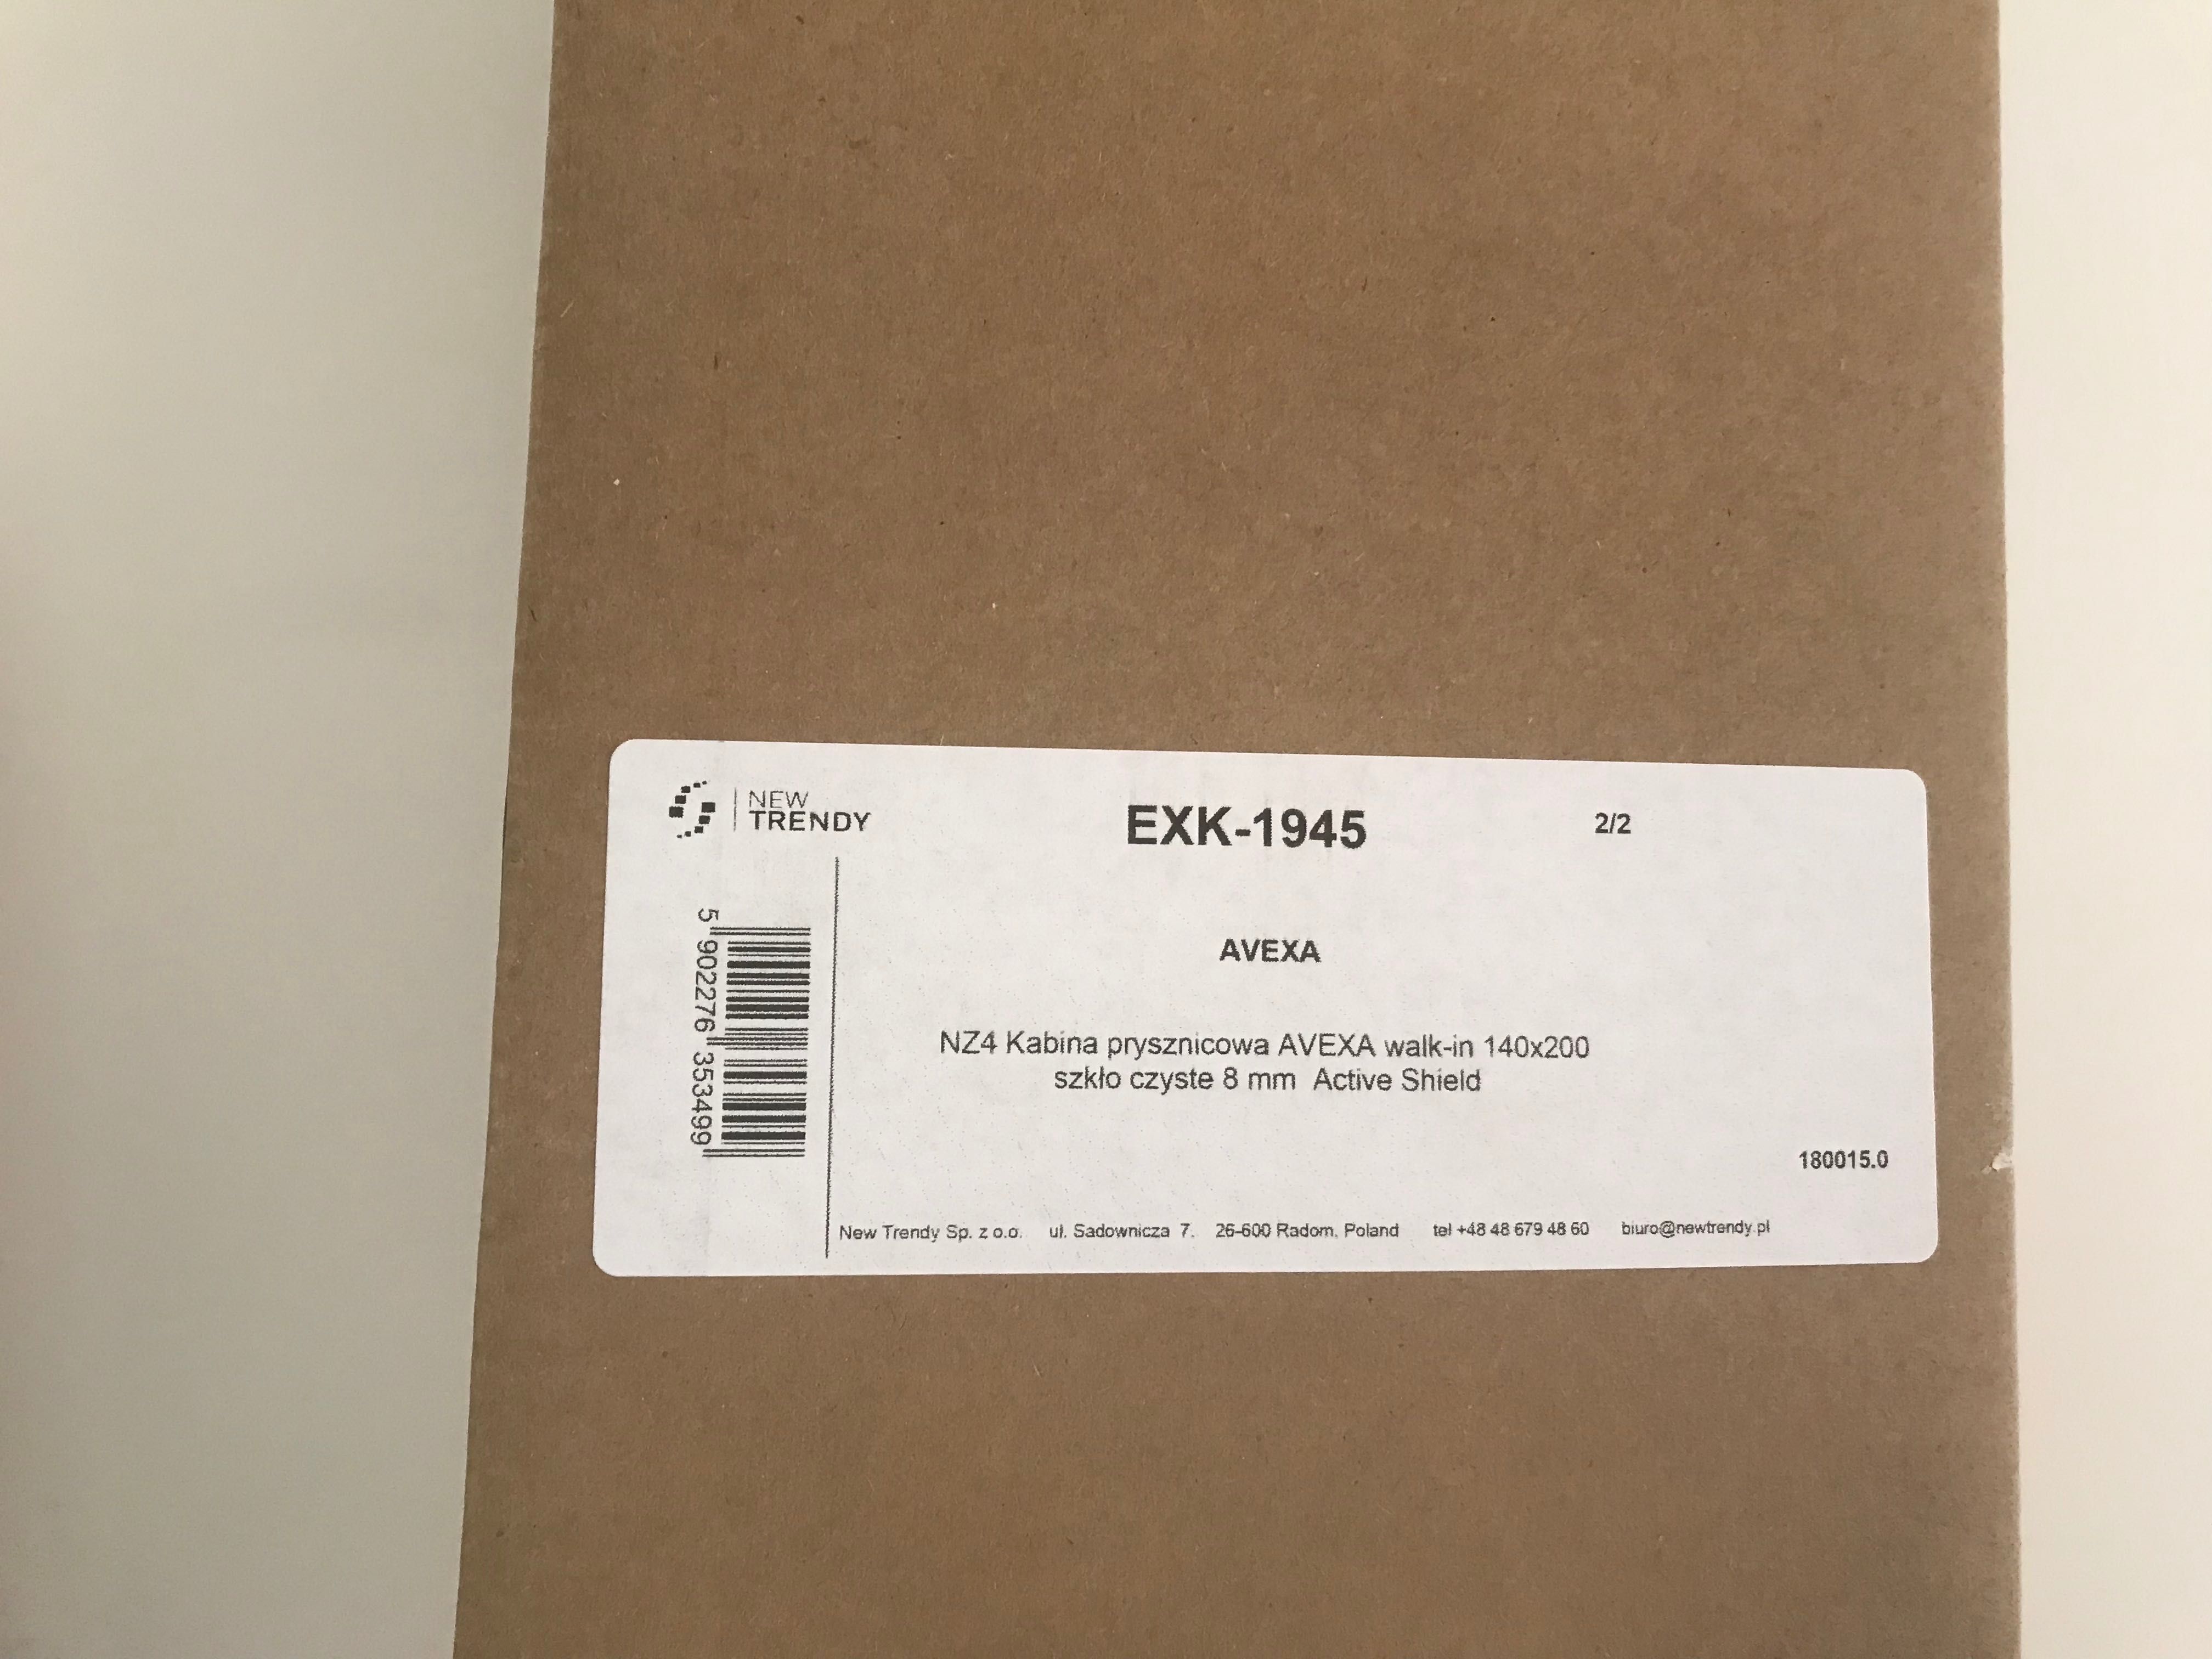 NEW
TRENDY
EXK-1945
2/2
5 902276 353499
AVEXA
NZ4 Kabina prysznicowa AVEXA walk-in 140x200
szkło czyste 8 mm Active Shield
180015.0
New Trendy Sp. z o.o. ul. Sadownicza 7. 26-600 Radom, Poland tel +48 48 679 48 60 biuro@newtrendy.pl